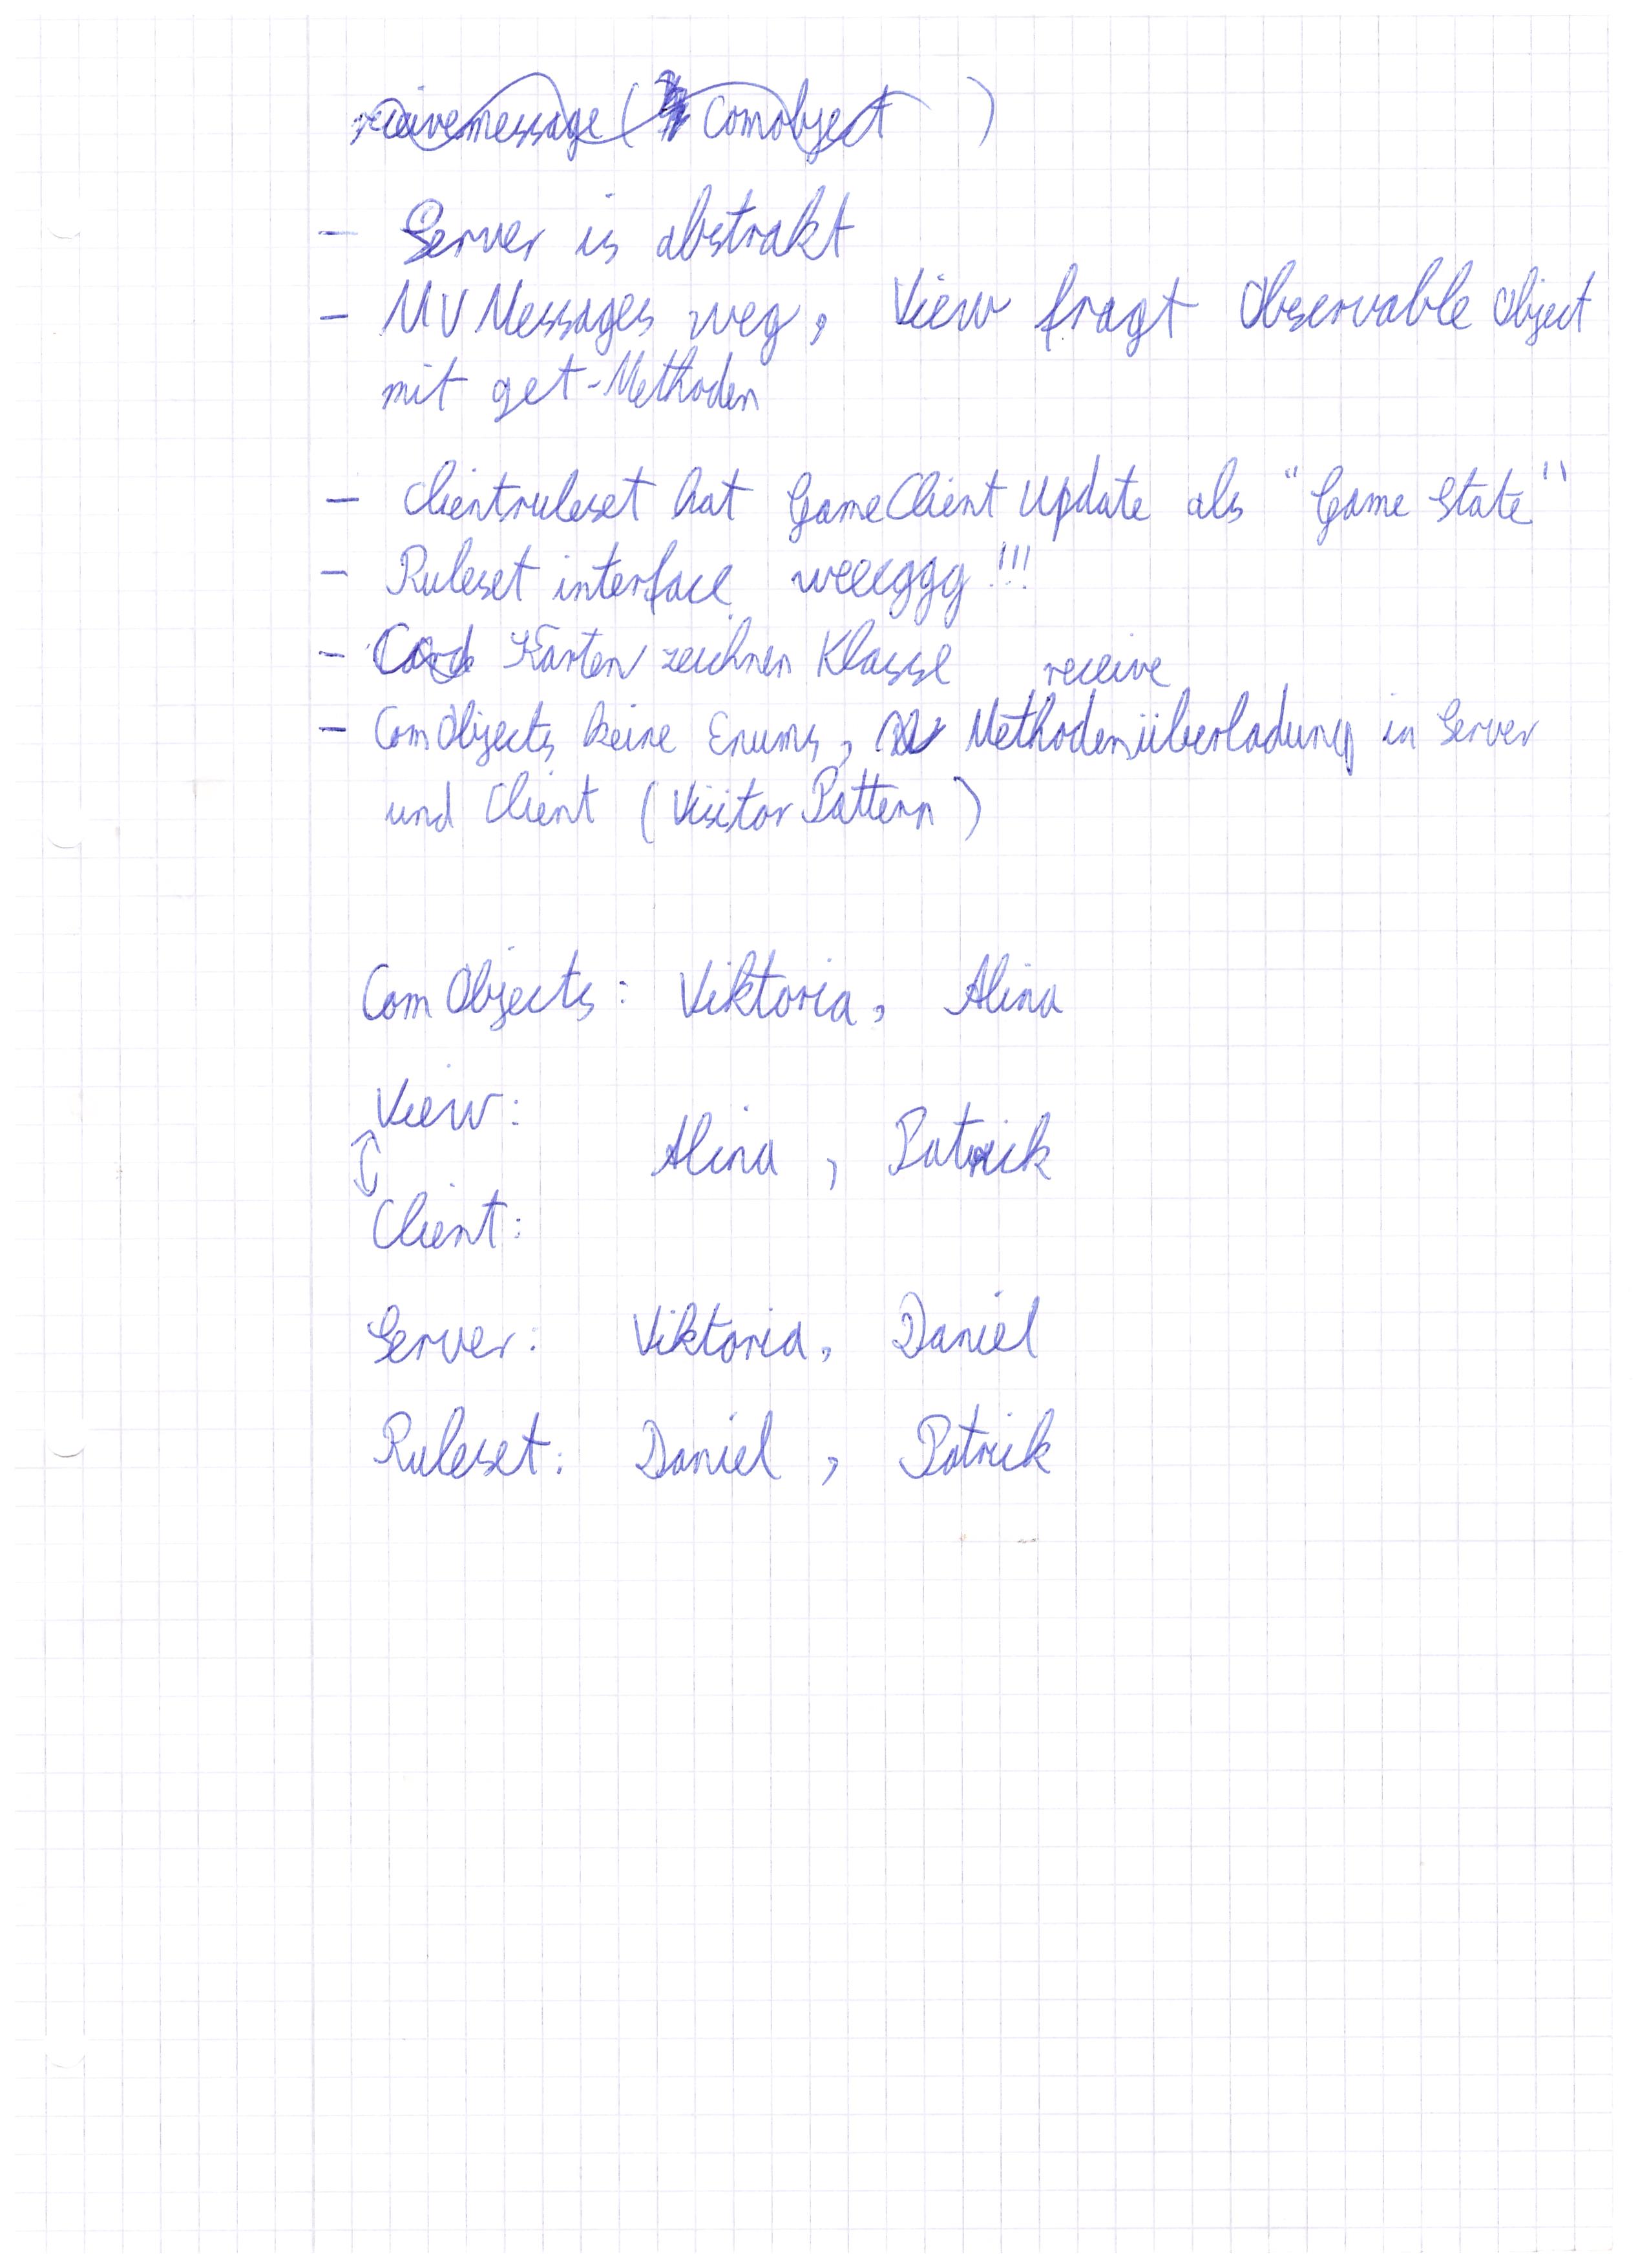 receivemessage ( Comobject )
- Server is abstrakt
- MV Messages weg, View fragt Observable Object
mit get-Methoden
- Clientruleset hat GameClient Update als "Game State"
- Ruleset interface weeeggg!!!
- Karten zeichnen Klasse receive
- ComObjects keine Enums, Methodenüberladung in Server
und Client (Visitor Pattern)
Com Objects: Viktoria, Alina
View:
Alina, Patrick
Client:
Server: Viktoria, Daniel
Ruleset: Daniel, Patrick